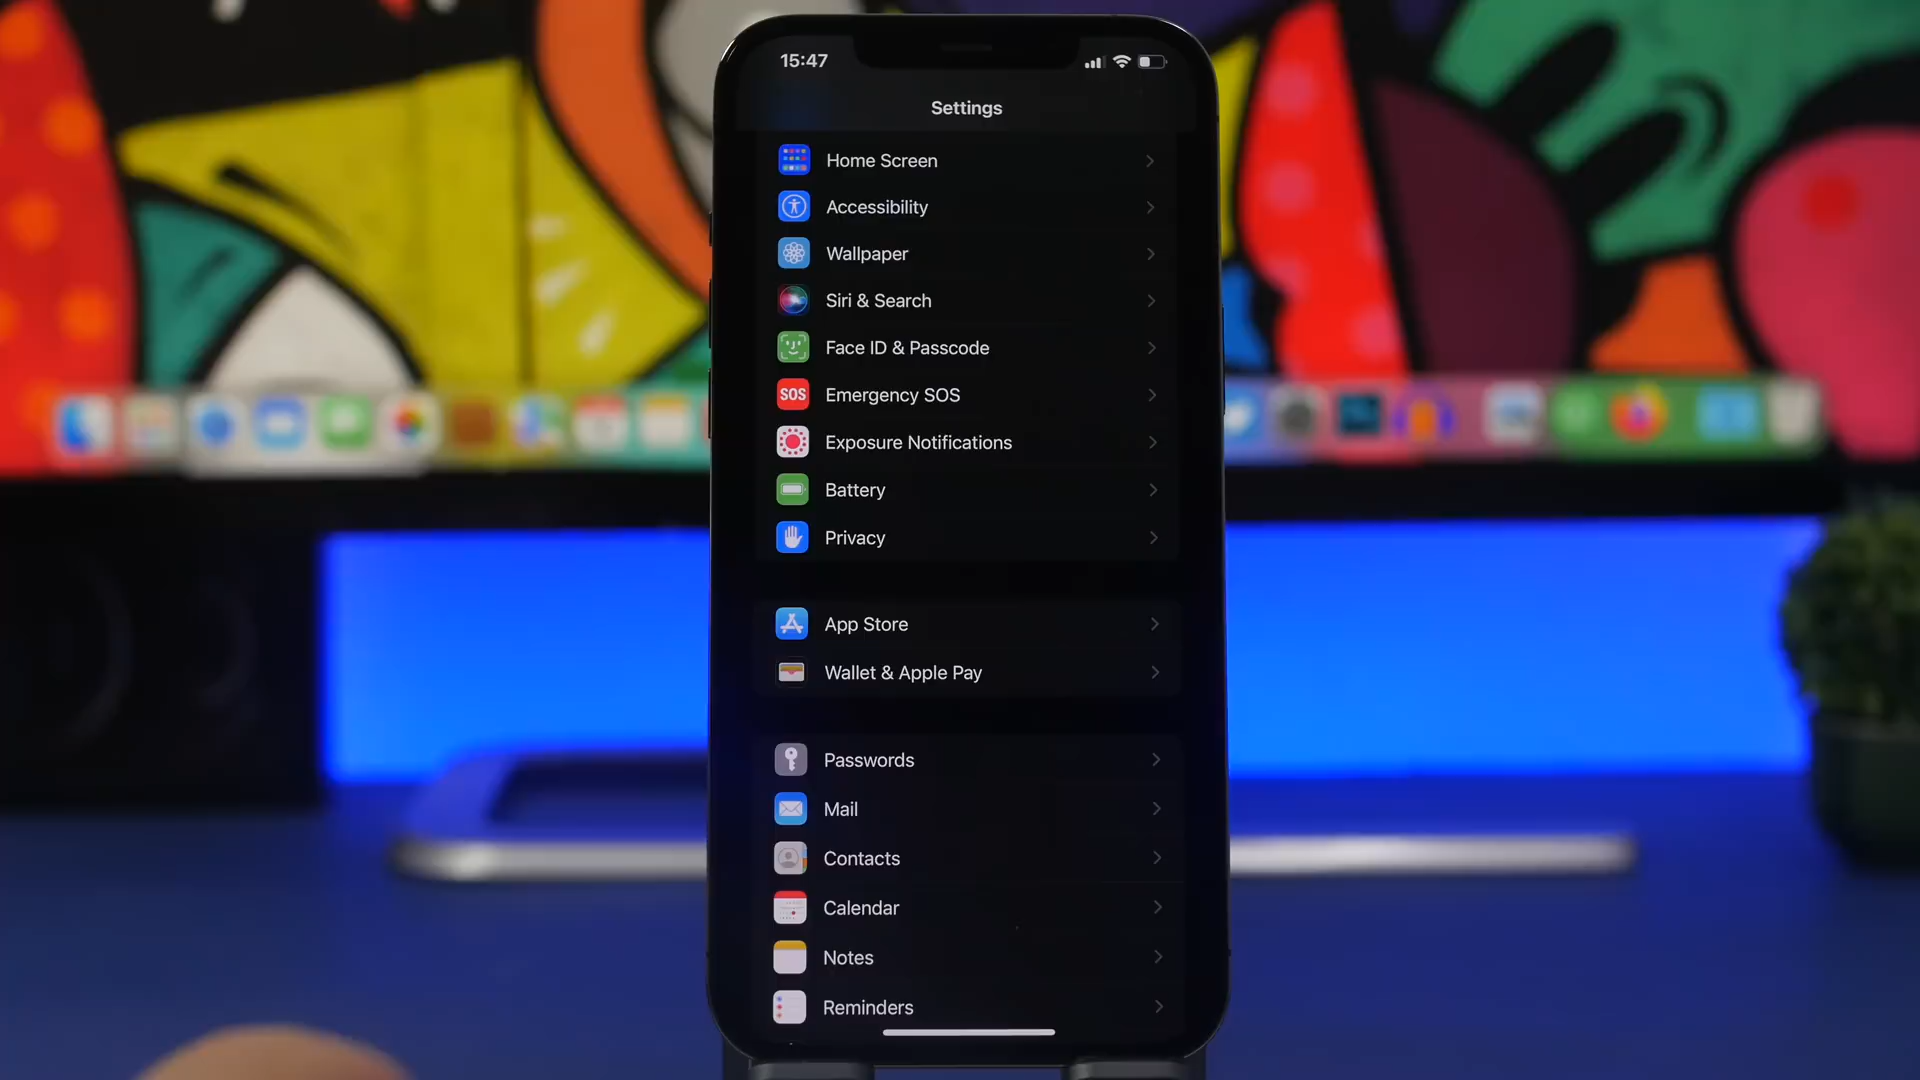 15:47
Settings
Home Screen
Accessibility
Wallpaper
Siri & Search
Face ID & Passcode
SOS
Emergency SOS
Exposure Notifications
Battery
Privacy
App Store
Wallet & Apple Pay
Passwords
Mail
Contacts
Calendar
Notes
Reminders